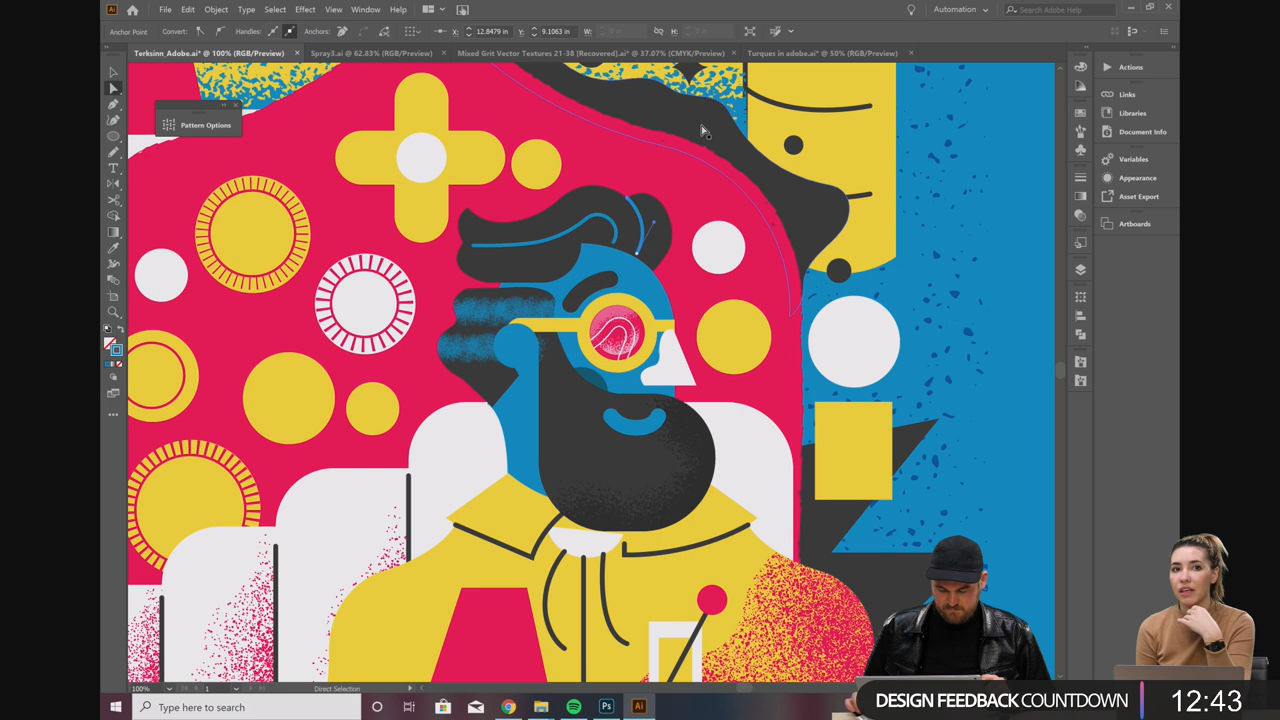 Ai File Edit Object Type Select Effect View Window Help Automation Search Adobe Help
Anchor Point Convert: Handles: Anchors: X: 12.8479 in Y: 9.1063 in W: H:
Terksinn_Adobe.ai* @ 100% (RGB/Preview) × Spray3.ai @ 62.83% (RGB/Preview) × Mixed Grit Vector Textures 21-38 [Recovered].ai* @ 37.07% (CMYK/Preview) × Turques in adobe.ai* @ 50% (RGB/Preview) ×
Actions
Links
Pattern Options
Libraries
Document Info
Variables
Appearance
Asset Export
Artboards
100% 1 Direct Selection
Type here to search
Ps Ai
DESIGN FEEDBACK COUNTDOWN 12:43